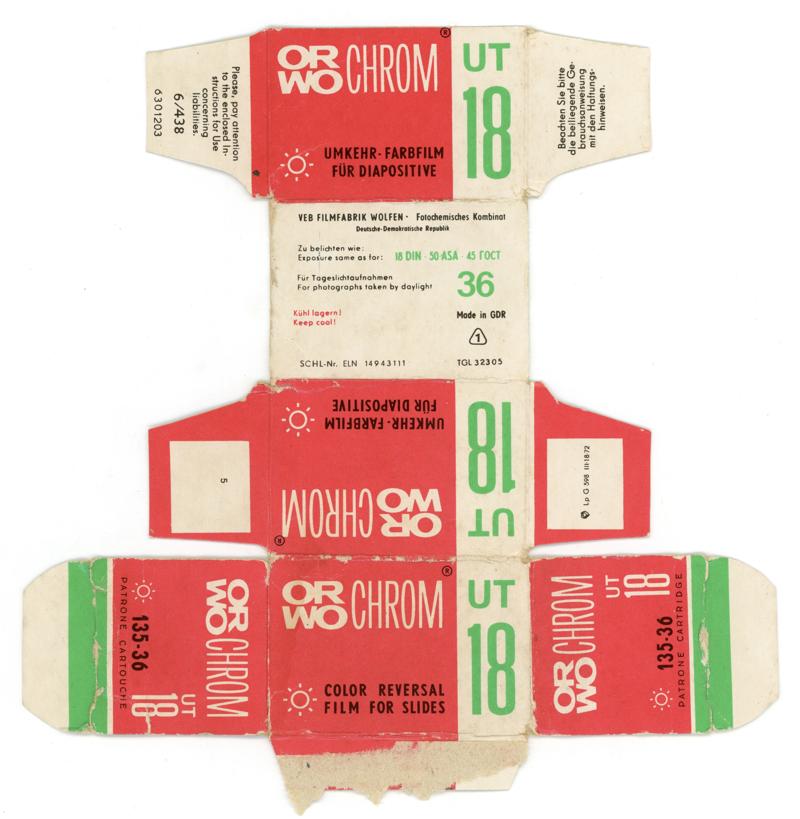 ORWO CHROM ®
UT
18
UMKEHR-FARBFILM
FÜR DIAPOSITIVE
Please, pay attention
to the enclosed In-
structions for Use
concerning
liabilities.
6/438
6301203
Beachten Sie bitte
die beiliegende Ge-
brauchsanweisung
mit den Haftungs-
hinweisen.
VEB FILMFABRIK WOLFEN · Fotochemisches Kombinat
Deutsche Demokratische Republik
Zu belichten wie:
Exposure same as for: 18 DIN · 50 ASA · 45 ГОСТ
Für Tageslichtaufnahmen
For photographs taken by daylight
36
Kühl lagern!
Keep cool!
Made in GDR
1
SCHL-Nr. ELN 14943111
TGL 32305
ORWO CHROM ®
UT
18
UMKEHR-FARBFILM
FÜR DIAPOSITIVE
5
Lp G 598 III-18-72
ORWO CHROM
UT
18
135-36
PATRONE CARTOUCHE
ORWO CHROM ®
UT
18
COLOR REVERSAL
FILM FOR SLIDES
ORWO CHROM
UT
18
135-36
PATRONE CARTRIDGE